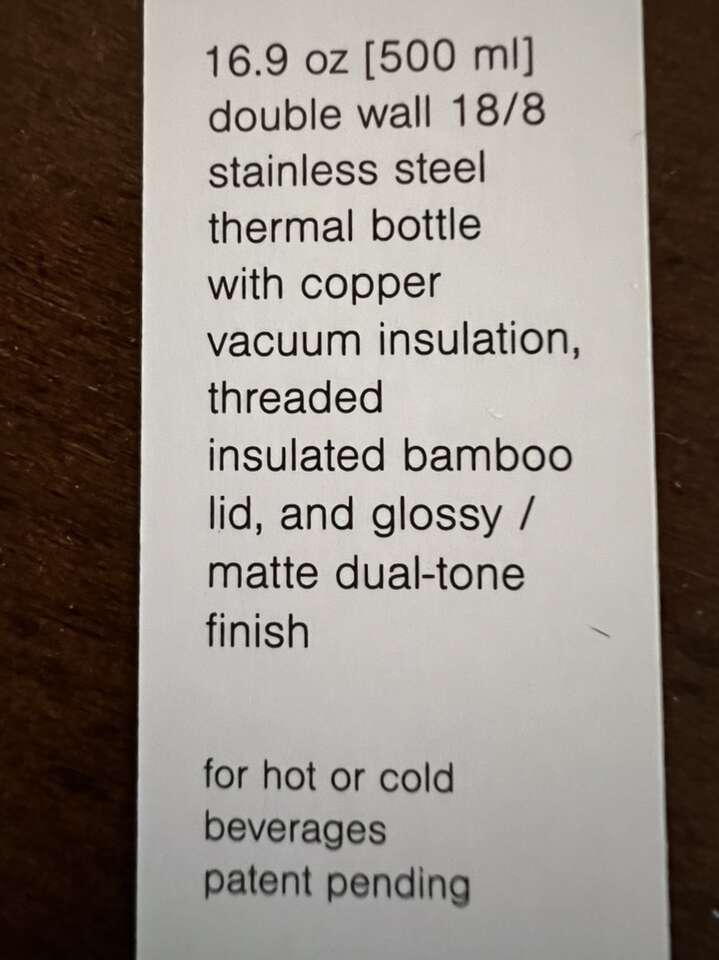 16.9 oz [500 ml]
double wall 18/8
stainless steel
thermal bottle
with copper
vacuum insulation,
threaded
insulated bamboo
lid, and glossy /
matte dual-tone
finish
for hot or cold
beverages
patent pending